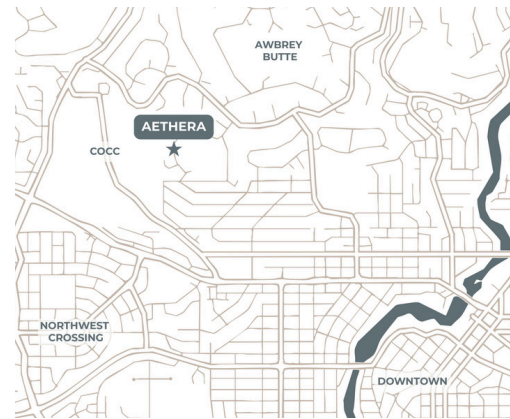 AWBREY
BUTTE
AETHERA
COCC
NORTHWEST
CROSSING
DOWNTOWN